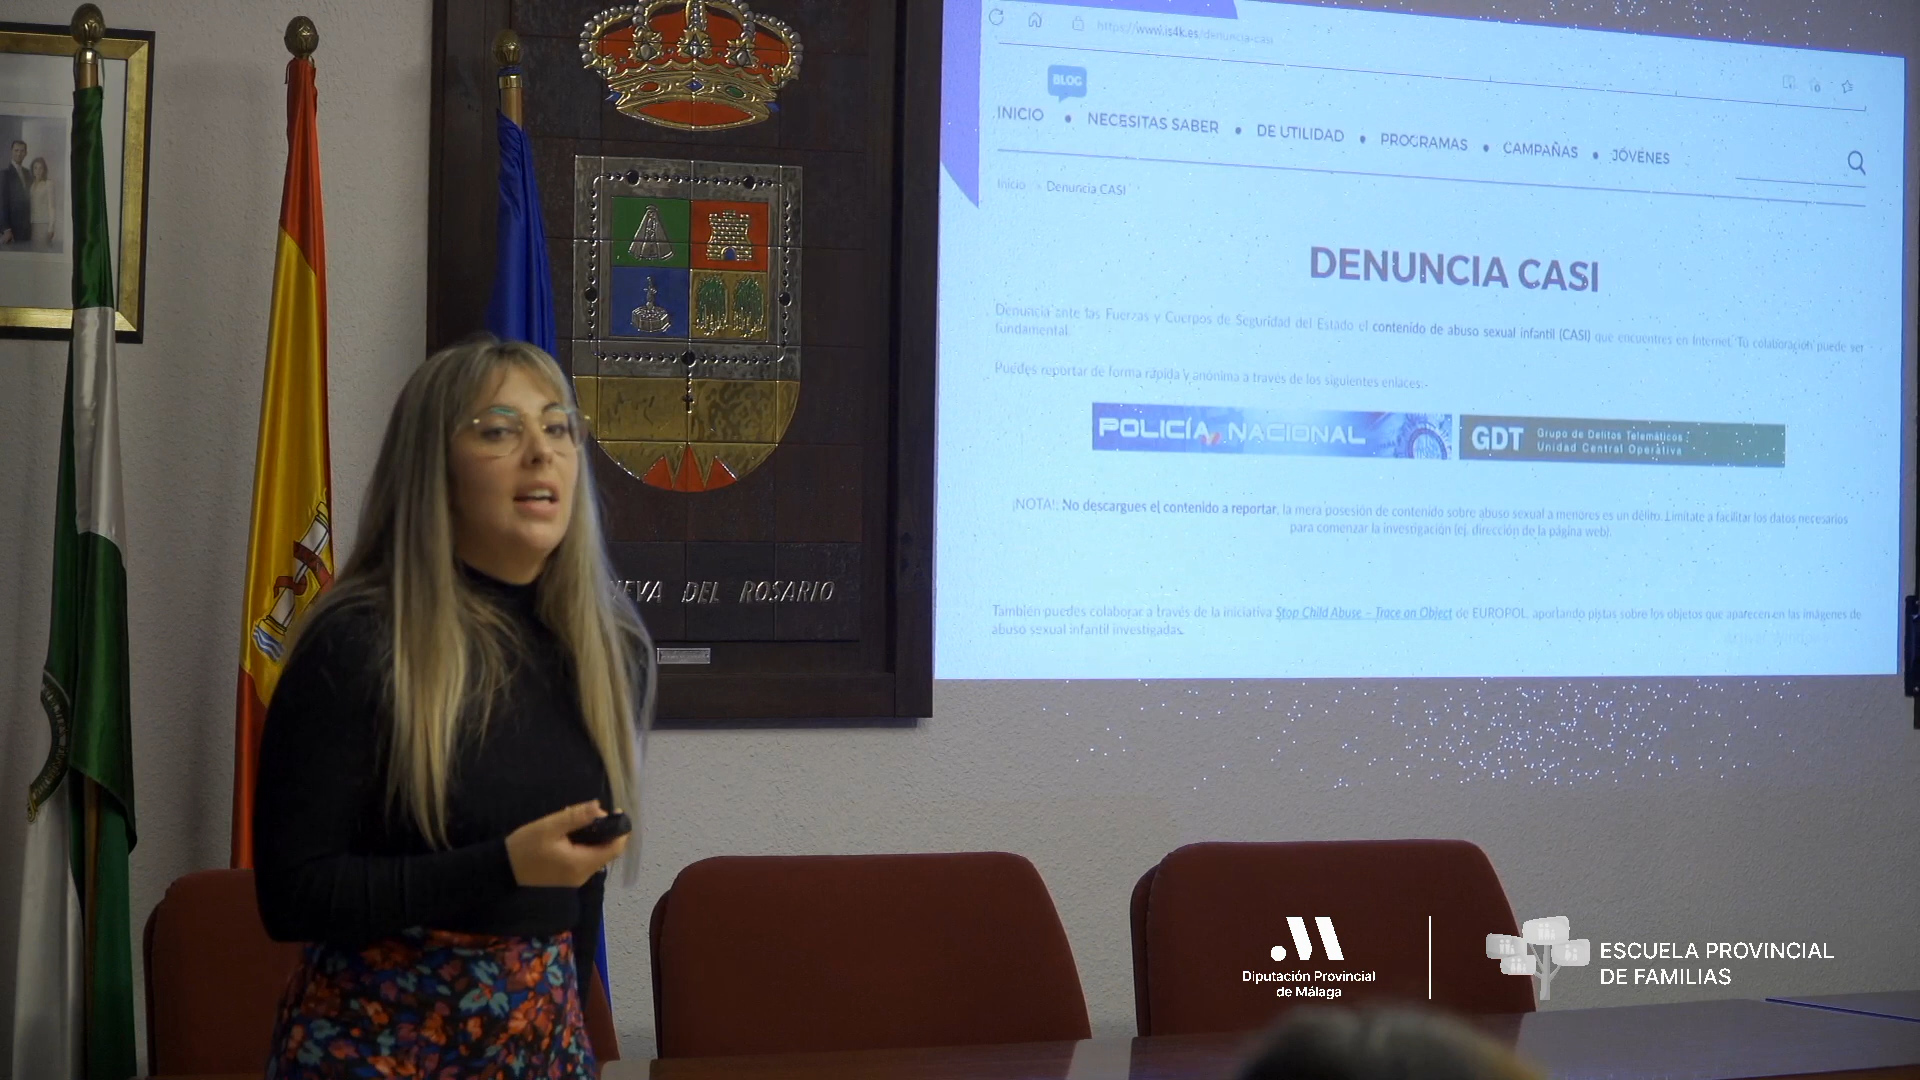 https://www.is4k.es/denuncia-casi
BLOG
INICIO • NECESITAS SABER • DE UTILIDAD • PROGRAMAS • CAMPAÑAS • JÓVENES
Inicio > Denuncia CASI
DENUNCIA CASI
Denuncia ante las Fuerzas y Cuerpos de Seguridad del Estado el contenido de abuso sexual infantil (CASI) que encuentres en Internet. Tu colaboración puede ser
fundamental.
Puedes reportar de forma rápida y anónima a través de los siguientes enlaces:
POLICÍA NACIONAL
GDT Grupo de Delitos Telemáticos
Unidad Central Operativa
¡NOTA!: No descargues el contenido a reportar, la mera posesión de contenido sobre abuso sexual a menores es un delito. Limítate a facilitar los datos necesarios
para comenzar la investigación (ej. dirección de la página web).
También puedes colaborar a través de la iniciativa Stop Child Abuse – Trace an Object de EUROPOL, aportando pistas sobre los objetos que aparecen en las imágenes de
abuso sexual infantil investigadas.
EVA DEL ROSARIO
Diputación Provincial
de Málaga
ESCUELA PROVINCIAL
DE FAMILIAS